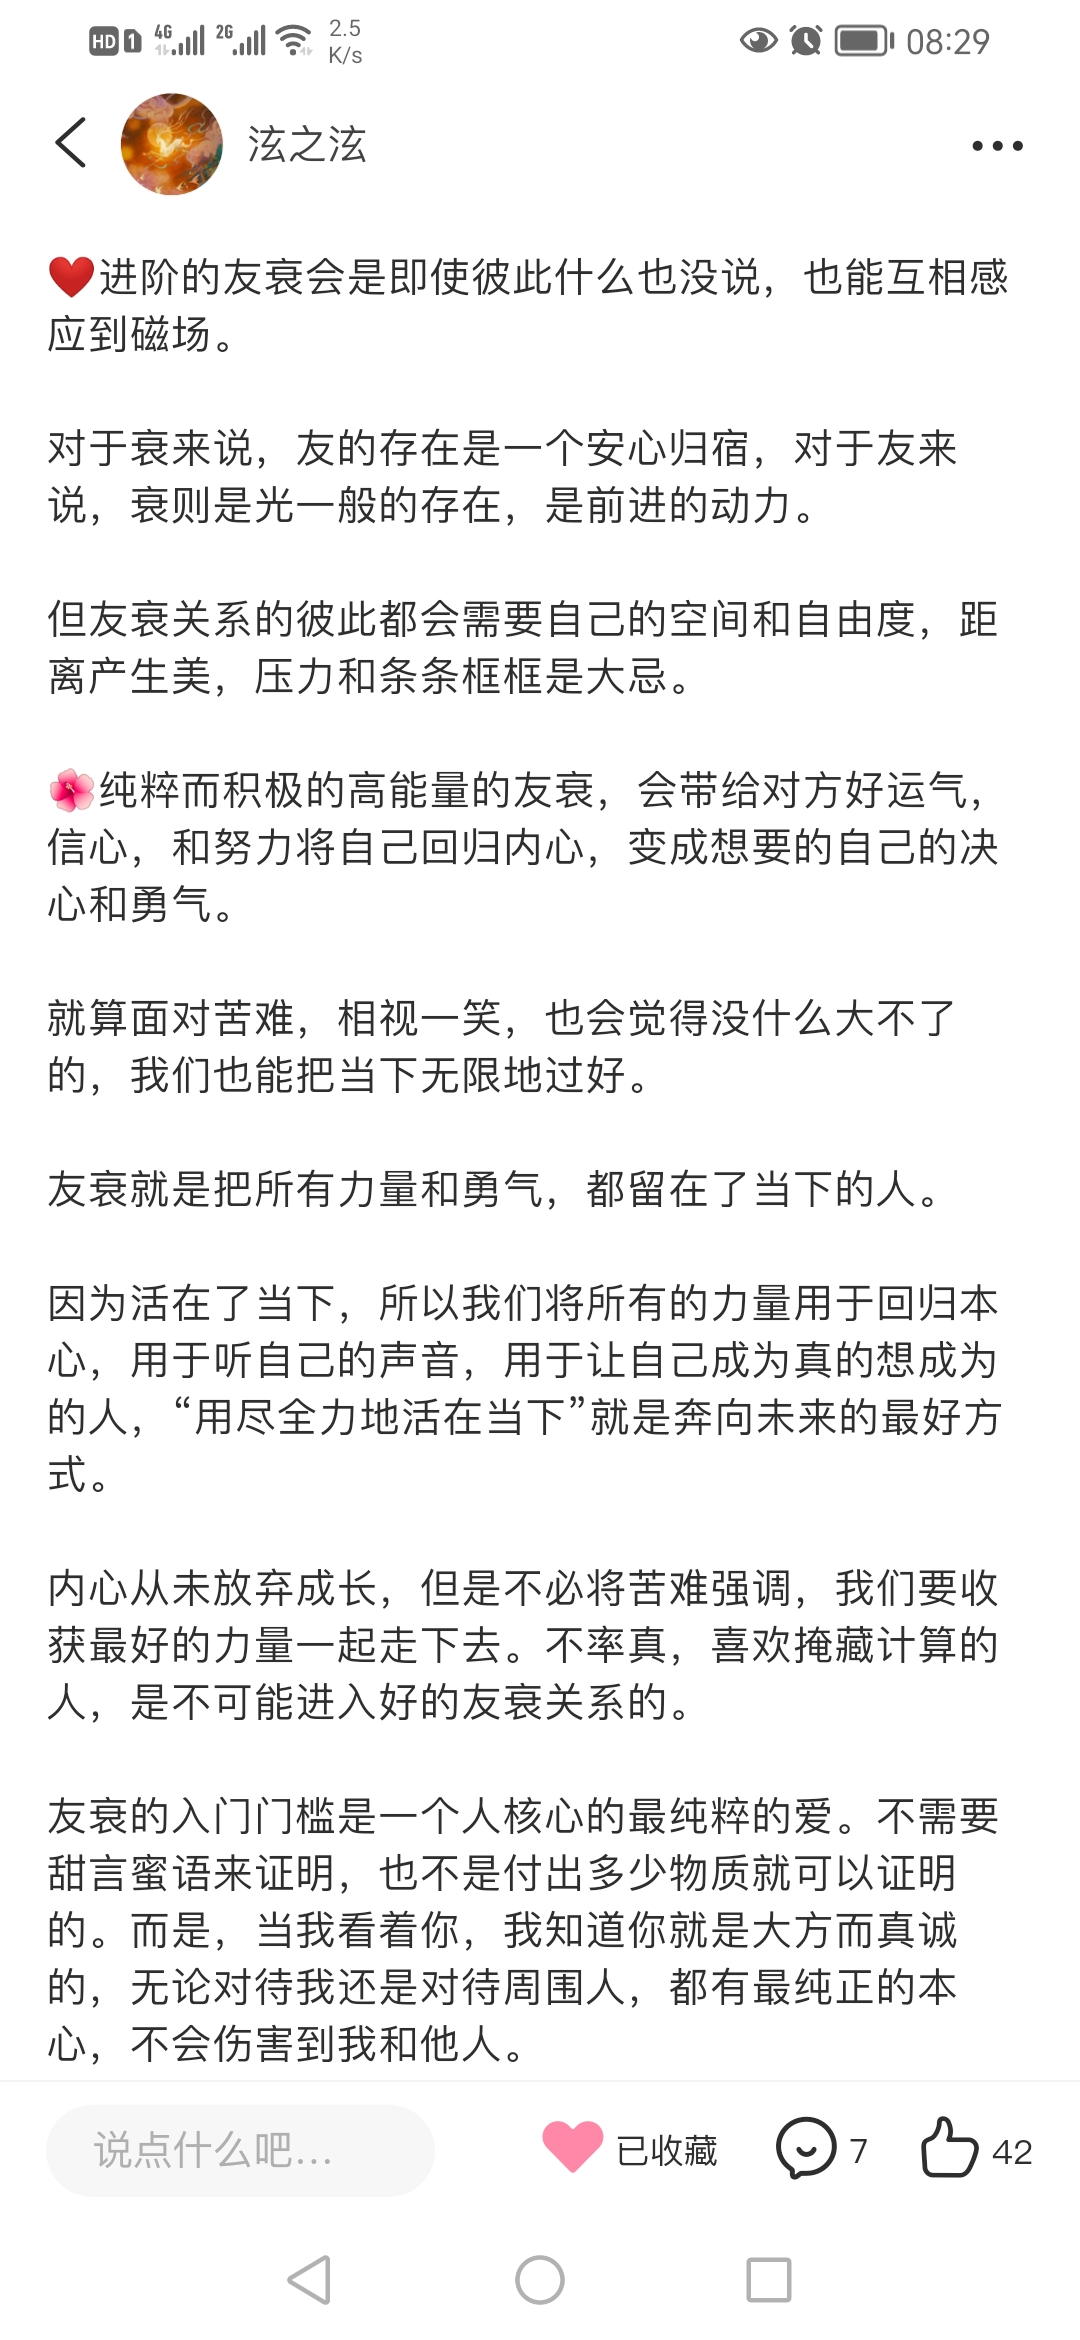 HD 1 4G 2G 2.5 K/s 08:29
泫之泫
❤️进阶的友衰会是即使彼此什么也没说，也能互相感
应到磁场。
对于衰来说，友的存在是一个安心归宿，对于友来
说，衰则是光一般的存在，是前进的动力。
但友衰关系的彼此都会需要自己的空间和自由度，距
离产生美，压力和条条框框是大忌。
🌺纯粹而积极的高能量的友衰，会带给对方好运气，
信心，和努力将自己回归内心，变成想要的自己的决
心和勇气。
就算面对苦难，相视一笑，也会觉得没什么大不了
的，我们也能把当下无限地过好。
友衰就是把所有力量和勇气，都留在了当下的人。
因为活在了当下，所以我们将所有的力量用于回归本
心，用于听自己的声音，用于让自己成为真的想成为
的人，“用尽全力地活在当下”就是奔向未来的最好方
式。
内心从未放弃成长，但是不必将苦难强调，我们要收
获最好的力量一起走下去。不率真，喜欢掩藏计算的
人，是不可能进入好的友衰关系的。
友衰的入门门槛是一个人核心的最纯粹的爱。不需要
甜言蜜语来证明，也不是付出多少物质就可以证明
的。而是，当我看着你，我知道你就是大方而真诚
的，无论对待我还是对待周围人，都有最纯正的本
心，不会伤害到我和他人。
说点什么吧... 已收藏 7 42